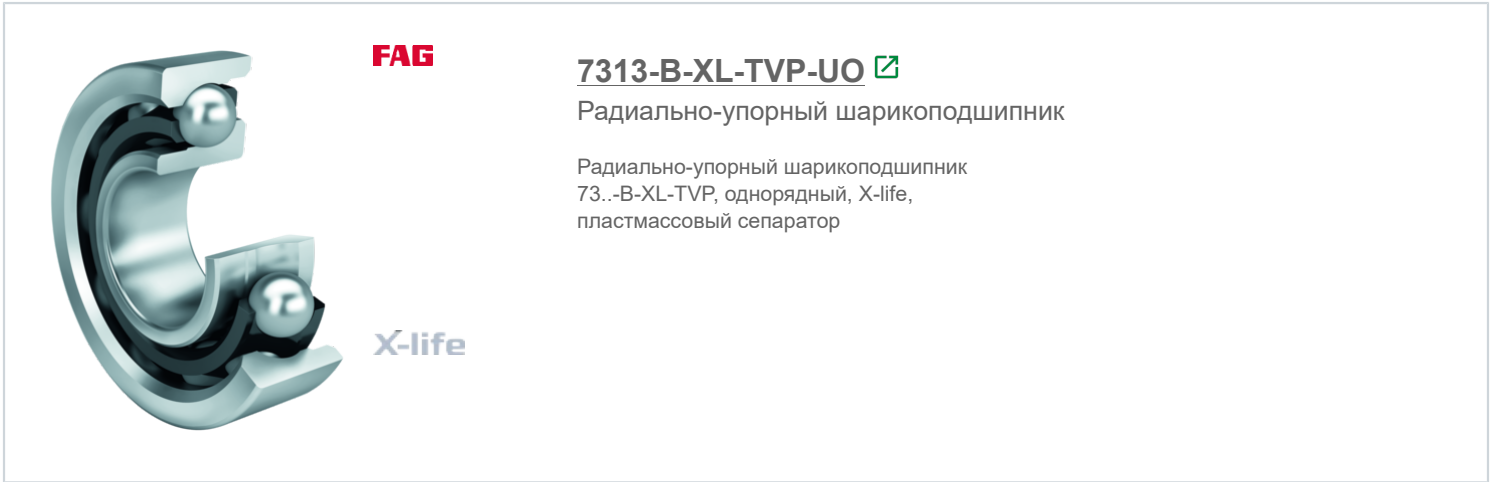 FAG
7313-B-XL-TVP-UO
Радиально-упорный шарикоподшипник
Радиально-упорный шарикоподшипник
73..-B-XL-TVP, однорядный, X-life,
пластмассовый сепаратор
X-life